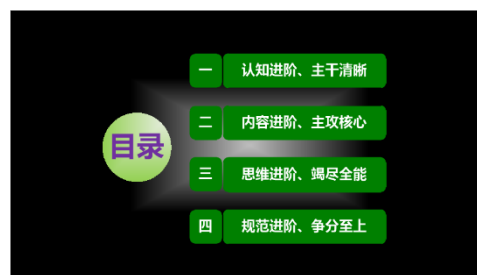 目录
一 认知进阶、主干清晰
二 内容进阶、主攻核心
三 思维进阶、竭尽全能
四 规范进阶、争分至上